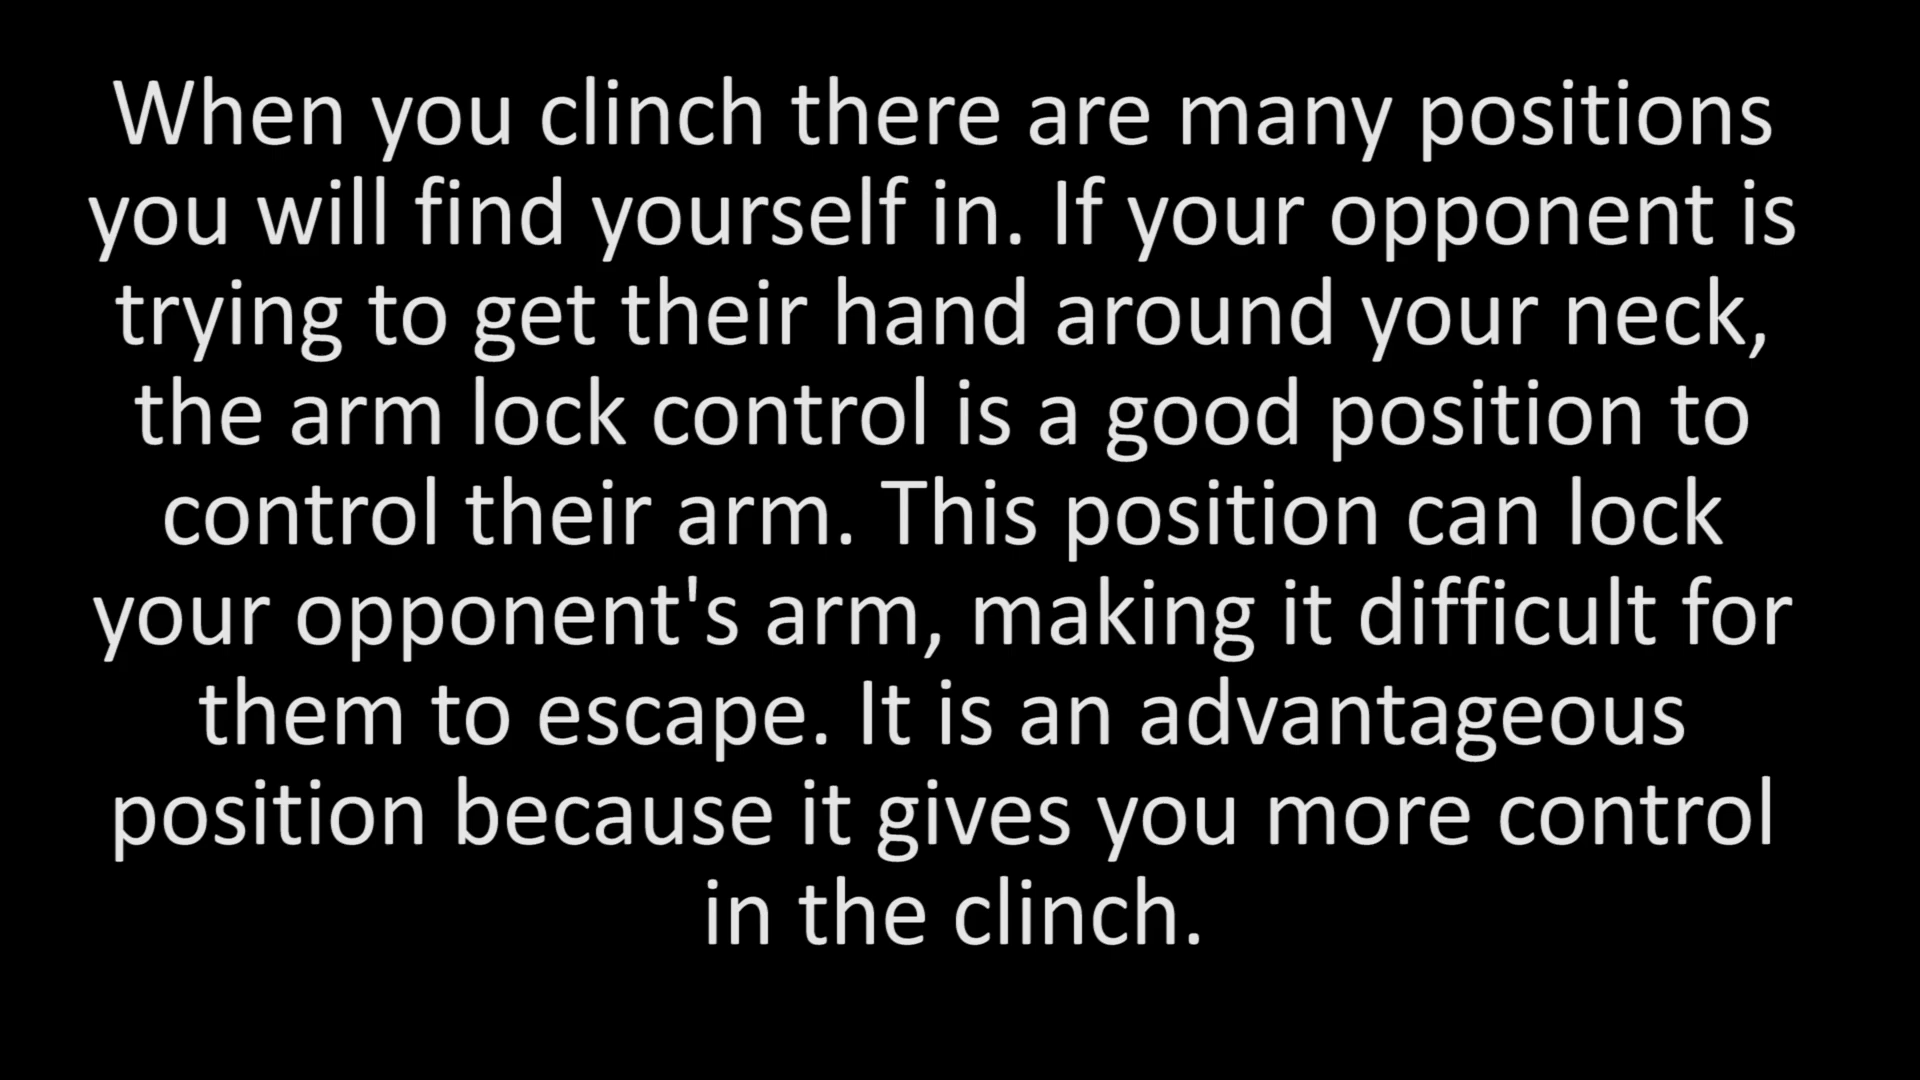 When you clinch there are many positions
you will find yourself in. If your opponent is
trying to get their hand around your neck,
the arm lock control is a good position to
control their arm. This position can lock
your opponent's arm, making it difficult for
them to escape. It is an advantageous
position because it gives you more control
in the clinch.